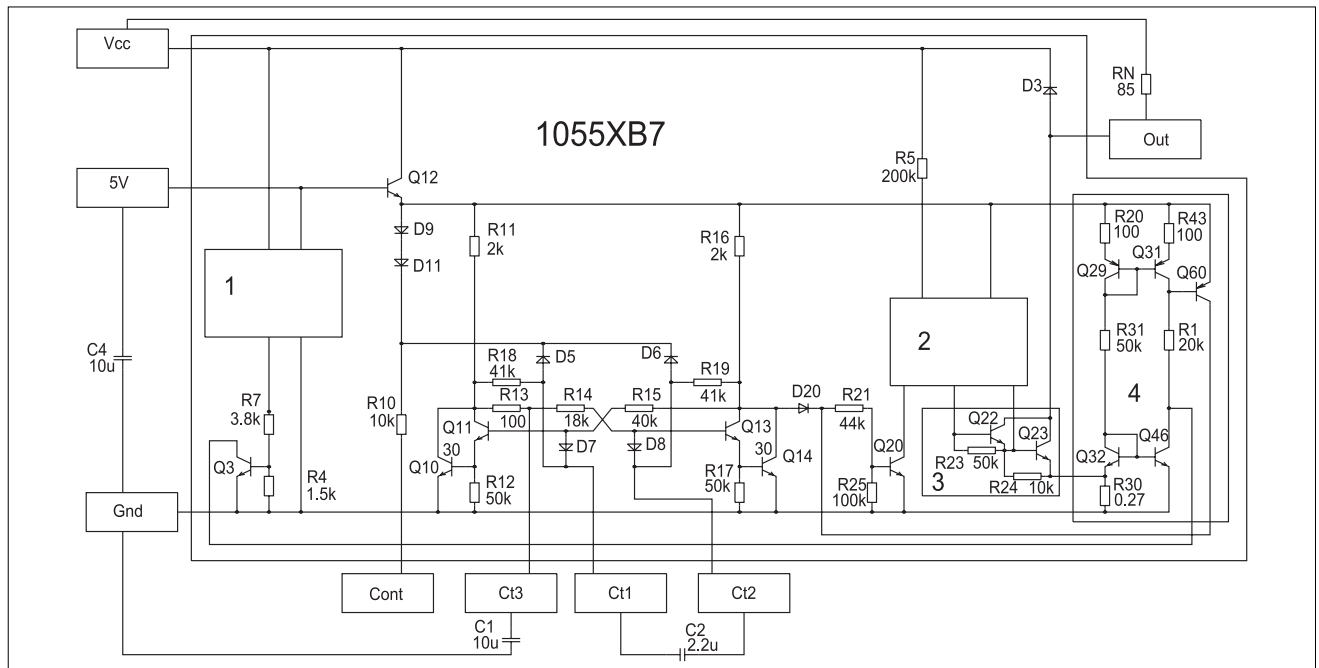 Vcc
RN
85
D3
1055XB7
Out
R5
200k
5V
Q12
R20
100
R43
100
D9
R11
2k
R16
2k
D11
Q31
Q29
Q60
1
2
R31
50k
R1
20k
C4
10u
R18
41k
D5
D6
R19
41k
4
R7
3.8k
R10
10k
R13
100
R14
18k
R15
40k
D20
R21
44k
Q11
30
D7
D8
Q13
30
Q22
Q23
Q46
Q3
Q10
R12
50k
R17
50k
Q14
Q20
R23
50k
Q32
R4
1.5k
R25
100k
3
R24
10k
R30
0.27
Gnd
Cont
Ct3
Ct1
Ct2
C1
10u
C2
2.2u